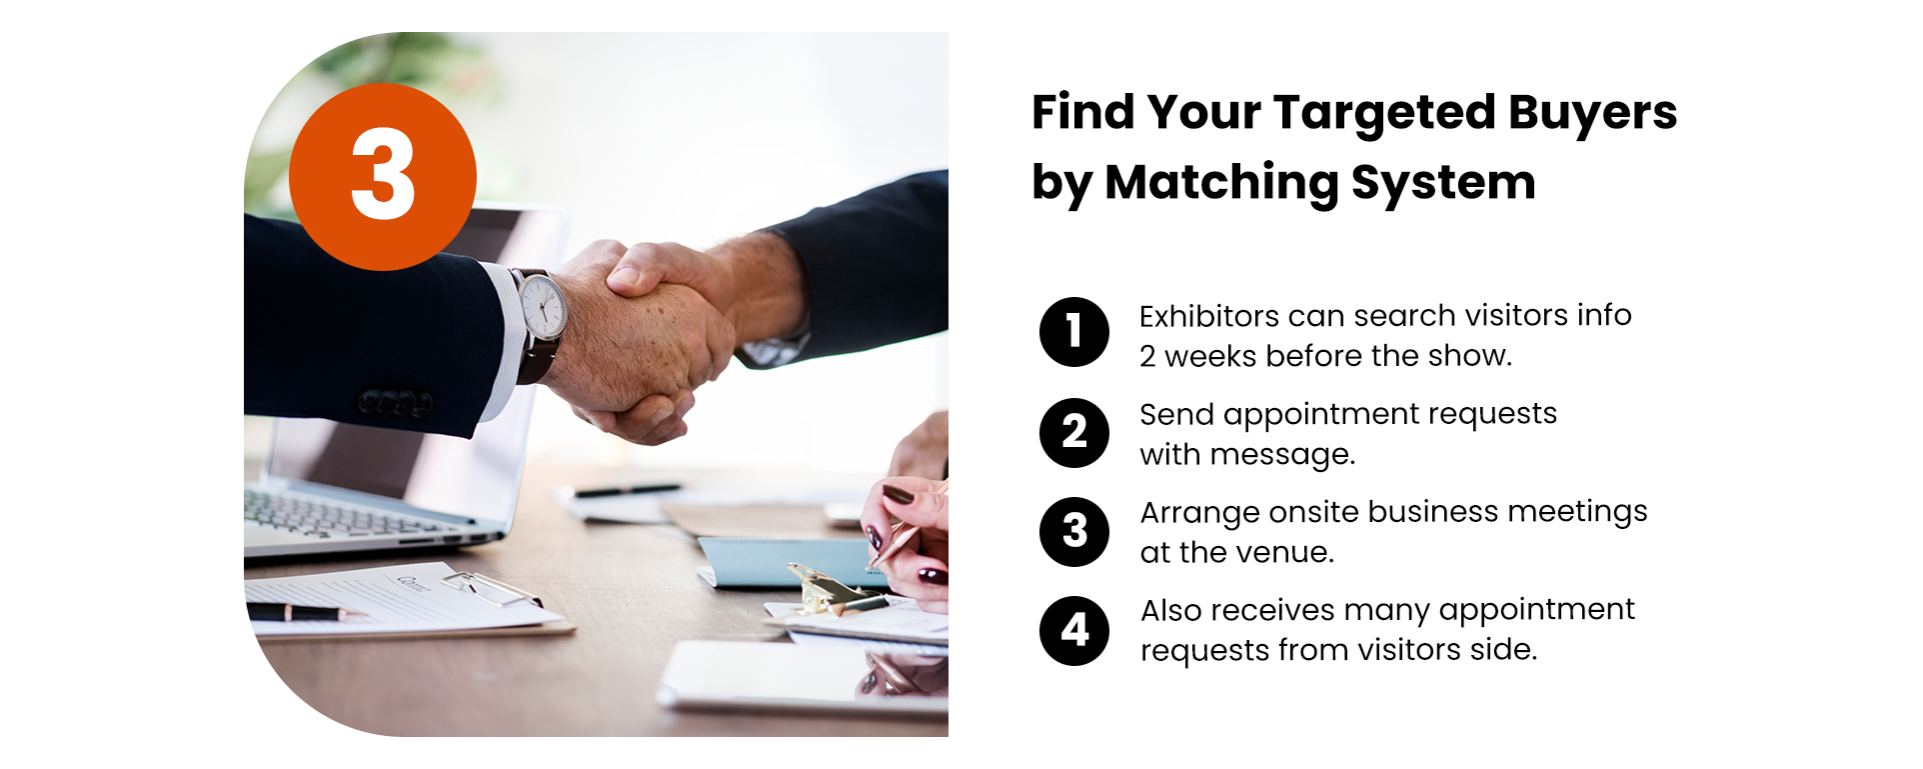 3
Find Your Targeted Buyers
by Matching System
1
Exhibitors can search visitors info
2 weeks before the show.
2
Send appointment requests
with message.
3
Arrange onsite business meetings
at the venue.
4
Also receives many appointment
requests from visitors side.